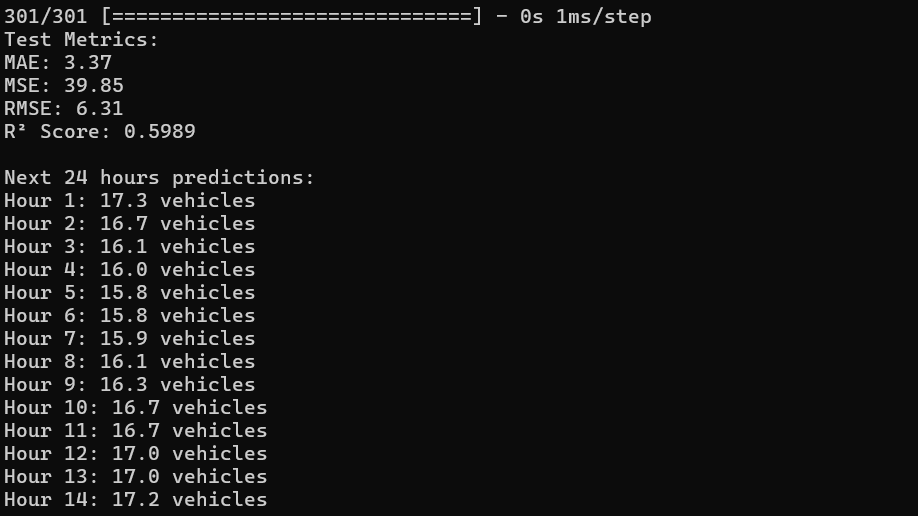 301/301 [==============================] - 0s 1ms/step
Test Metrics:
MAE: 3.37
MSE: 39.85
RMSE: 6.31
R² Score: 0.5989

Next 24 hours predictions:
Hour 1: 17.3 vehicles
Hour 2: 16.7 vehicles
Hour 3: 16.1 vehicles
Hour 4: 16.0 vehicles
Hour 5: 15.8 vehicles
Hour 6: 15.8 vehicles
Hour 7: 15.9 vehicles
Hour 8: 16.1 vehicles
Hour 9: 16.3 vehicles
Hour 10: 16.7 vehicles
Hour 11: 16.7 vehicles
Hour 12: 17.0 vehicles
Hour 13: 17.0 vehicles
Hour 14: 17.2 vehicles